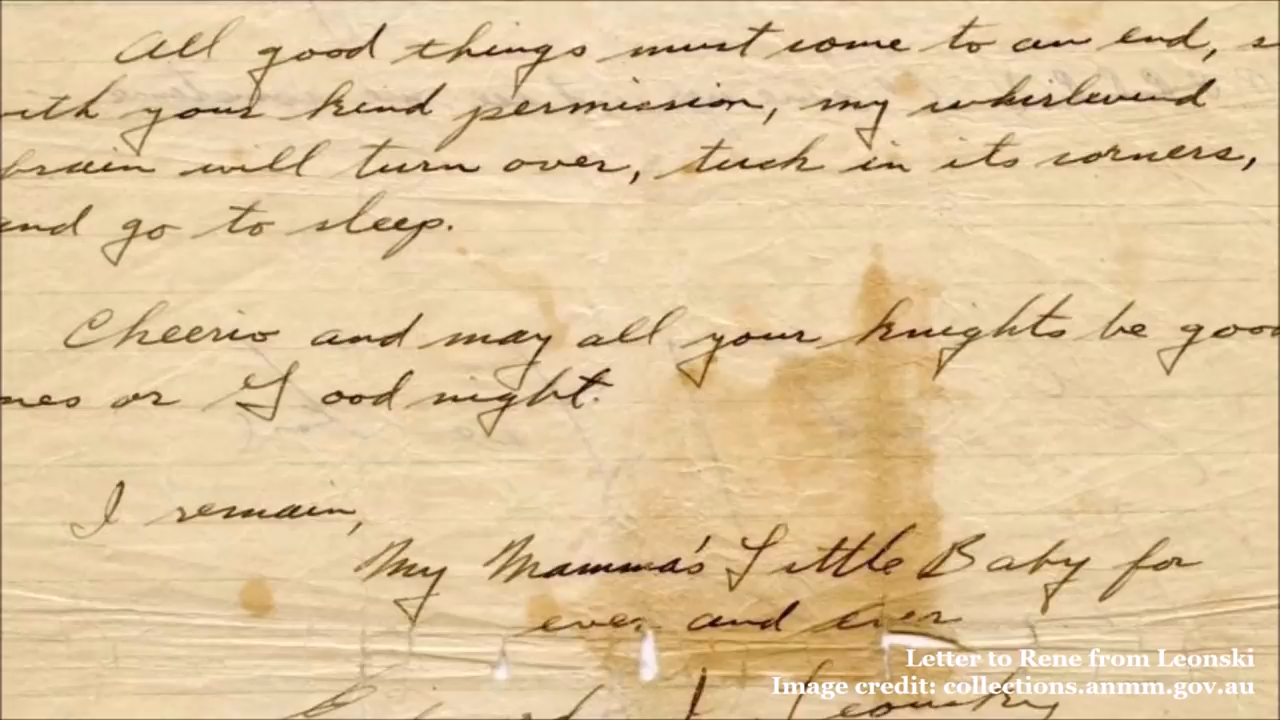 All good things must come to an end, s
ith your kind permission, my whirlwind
brain will turn over, tuck in its corners,
and go to sleep.
Cheerio and may all your knights be good
nes or Good night.
I remain,
My Mamma's Little Baby for
ever and ever
J. Leonsky
Letter to Rene from Leonski
Image credit: collections.anmm.gov.au